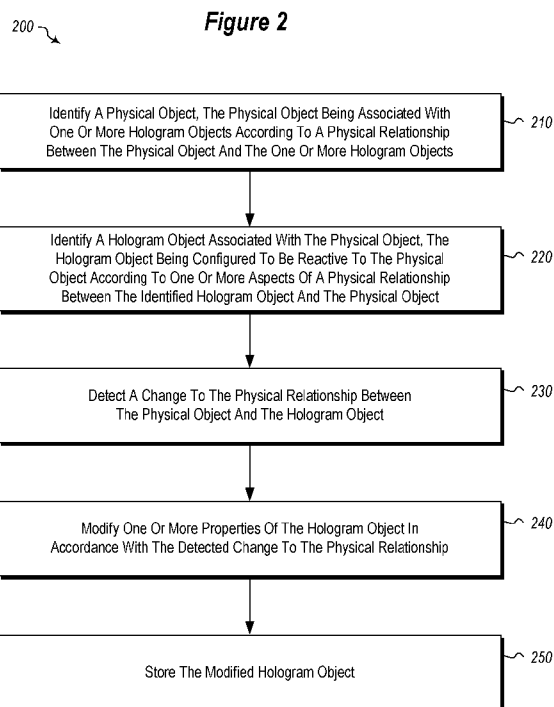 Figure 2
200
Identify A Physical Object, The Physical Object Being Associated With
One Or More Hologram Objects According To A Physical Relationship
Between The Physical Object And The One Or More Hologram Objects
210
Identify A Hologram Object Associated With The Physical Object, The
Hologram Object Being Configured To Be Reactive To The Physical
Object According To One Or More Aspects Of A Physical Relationship
Between The Identified Hologram Object And The Physical Object
220
Detect A Change To The Physical Relationship Between
The Physical Object And The Hologram Object
230
Modify One Or More Properties Of The Hologram Object In
Accordance With The Detected Change To The Physical Relationship
240
Store The Modified Hologram Object
250